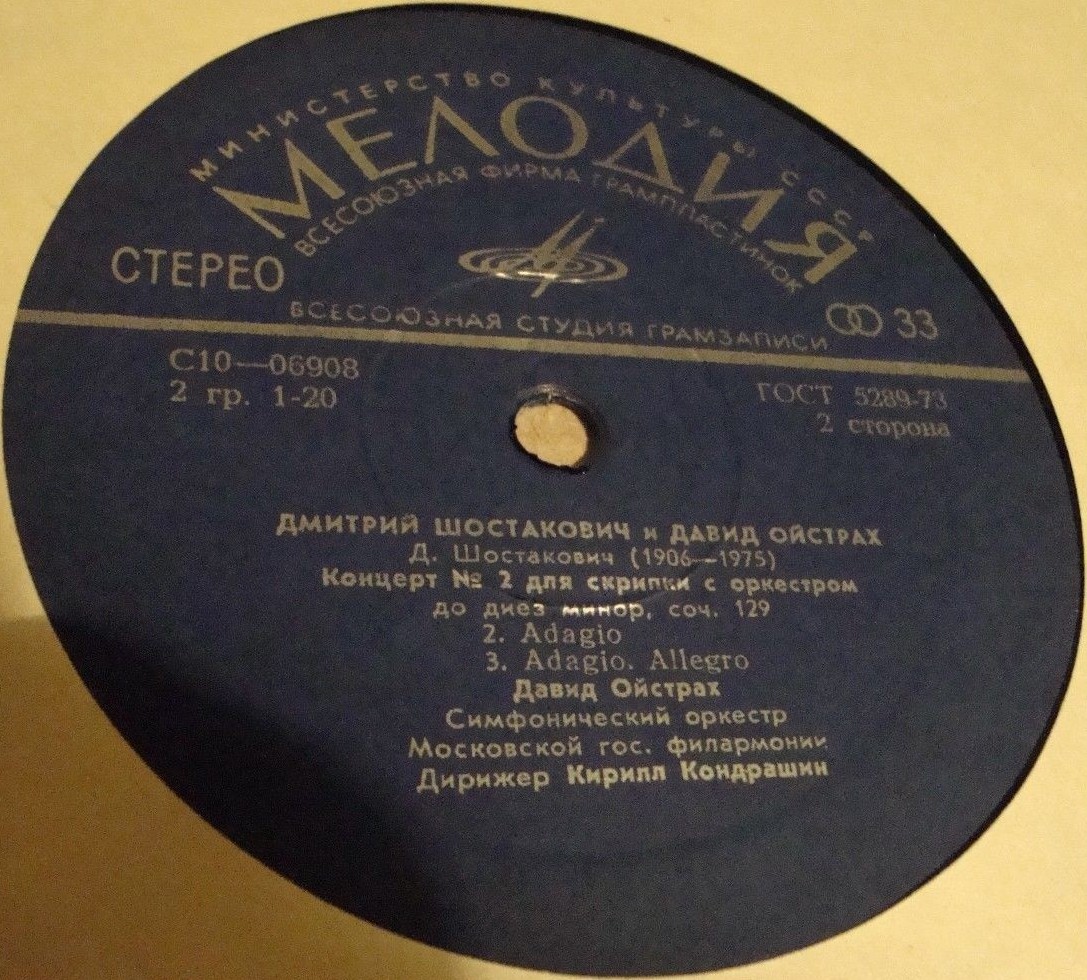 МИНИСТЕРСТВО КУЛЬТУРЫ СССР
МЕЛОДИЯ
ВСЕСОЮЗНАЯ ФИРМА ГРАМПЛАСТИНОК
СТЕРЕО
33
ВСЕСОЮЗНАЯ СТУДИЯ ГРАМЗАПИСИ
С10—06908
2 гр. 1-20
ГОСТ 5289-73
2 сторона
ДМИТРИЙ ШОСТАКОВИЧ и ДАВИД ОЙСТРАХ
Д. Шостакович (1906—1975)
Концерт № 2 для скрипки с оркестром
до диез минор, соч. 129
2. Adagio
3. Adagio. Allegro
Давид Ойстрах
Симфонический оркестр
Московской гос. филармонии
Дирижер Кирилл Кондрашин